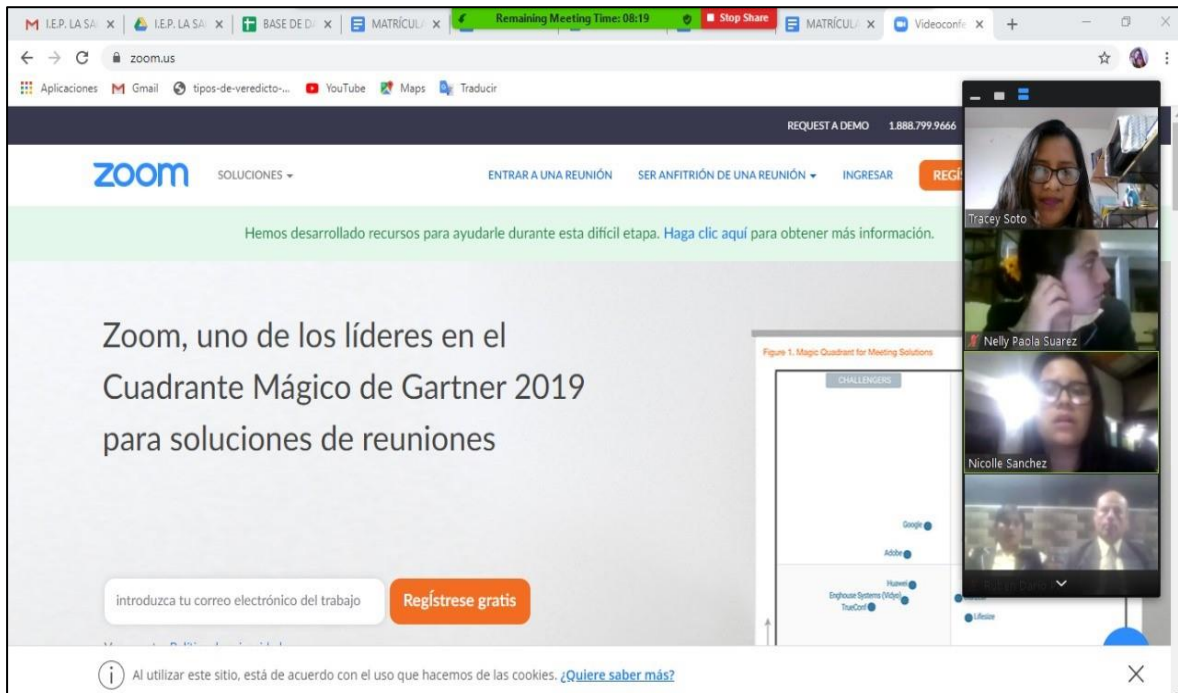 I.E.P. LA SA
I.E.P. LA SA
BASE DE D
MATRÍCUL
Remaining Meeting Time: 08:19
Stop Share
MATRÍCUL
Videoconfe
zoom.us
Aplicaciones
Gmail
tipos-de-veredicto-...
YouTube
Maps
Traducir
REQUEST A DEMO
1.888.799.9666
zoom
SOLUCIONES
ENTRAR A UNA REUNIÓN
SER ANFITRIÓN DE UNA REUNIÓN
INGRESAR
REGÍS
Hemos desarrollado recursos para ayudarle durante esta difícil etapa. Haga clic aquí para obtener más información.
Zoom, uno de los líderes en el
Cuadrante Mágico de Gartner 2019
para soluciones de reuniones
introduzca tu correo electrónico del trabajo
Regístrese gratis
Figure 1. Magic Quadrant for Meeting Solutions
CHALLENGERS
Google
Adobe
Huawei
Enghouse Systems (Vidyo)
TrueConf
Lifesize
Tracey Soto
Nelly Paola Suarez
Nicolle Sanchez
Al utilizar este sitio, está de acuerdo con el uso que hacemos de las cookies. ¿Quiere saber más?